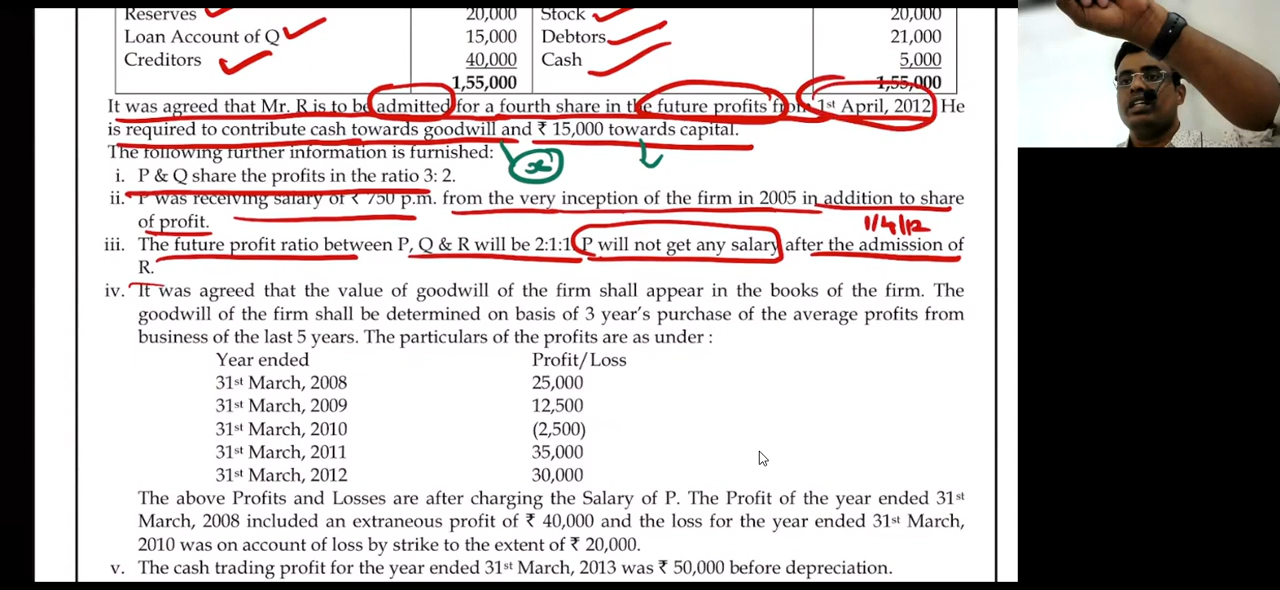 Reserves 20,000 Stock 20,000
Loan Account of Q 15,000 Debtors 21,000
Creditors 40,000 Cash 5,000
1,55,000 1,55,000
It was agreed that Mr. R is to be admitted for a fourth share in the future profits from 1st April, 2012. He
is required to contribute cash towards goodwill and ₹ 15,000 towards capital.
The following further information is furnished:
x
i. P & Q share the profits in the ratio 3: 2.
ii. P was receiving salary of ₹ 750 p.m. from the very inception of the firm in 2005 in addition to share
of profit.
1/4/12
iii. The future profit ratio between P, Q & R will be 2:1:1 P will not get any salary after the admission of
R.
iv. It was agreed that the value of goodwill of the firm shall appear in the books of the firm. The
goodwill of the firm shall be determined on basis of 3 year's purchase of the average profits from
business of the last 5 years. The particulars of the profits are as under :
Year ended Profit/Loss
31st March, 2008 25,000
31st March, 2009 12,500
31st March, 2010 (2,500)
31st March, 2011 35,000
31st March, 2012 30,000
The above Profits and Losses are after charging the Salary of P. The Profit of the year ended 31st
March, 2008 included an extraneous profit of ₹ 40,000 and the loss for the year ended 31st March,
2010 was on account of loss by strike to the extent of ₹ 20,000.
v. The cash trading profit for the year ended 31st March, 2013 was ₹ 50,000 before depreciation.